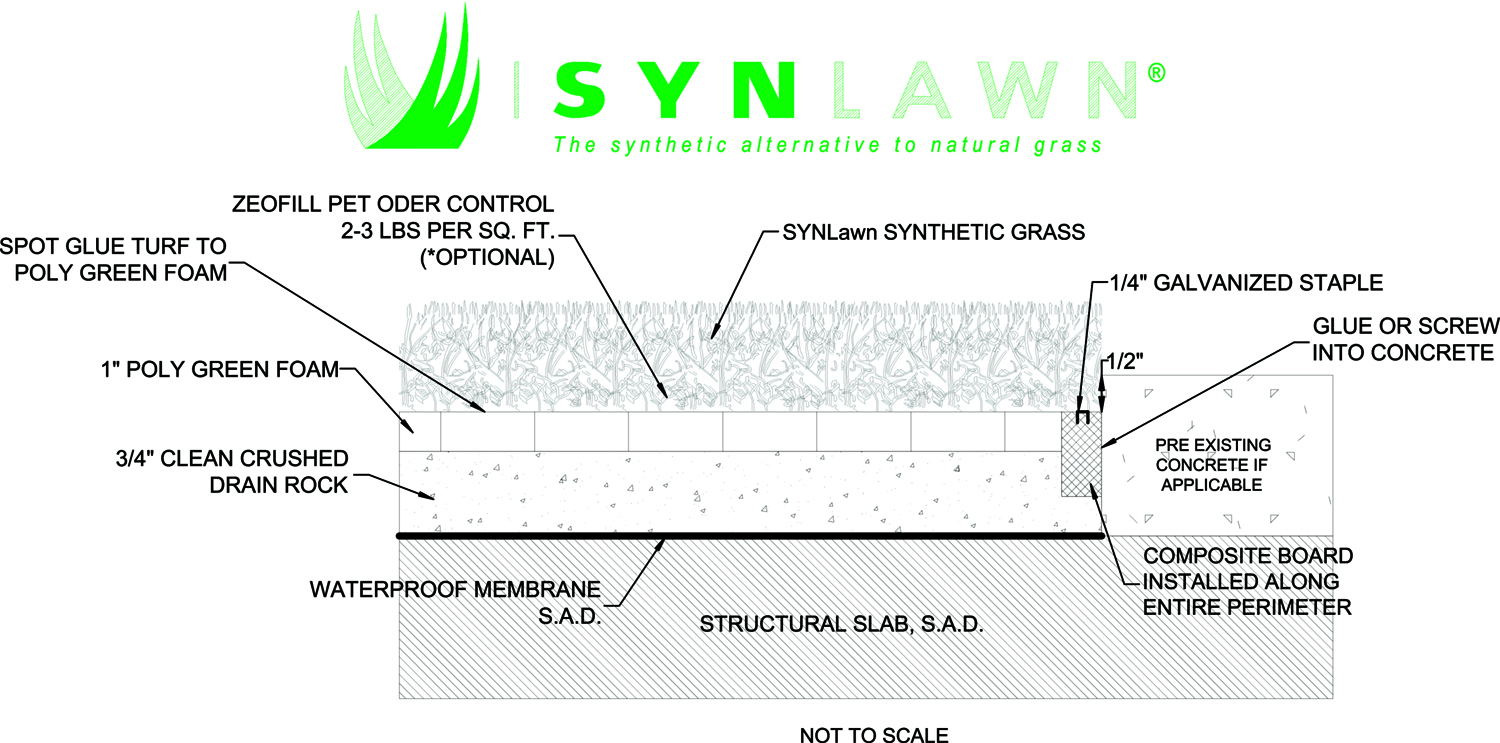 SYNLAWN®
The synthetic alternative to natural grass
ZEOFILL PET ODER CONTROL
2-3 LBS PER SQ. FT.
(*OPTIONAL)
SPOT GLUE TURF TO
POLY GREEN FOAM
SYNLawn SYNTHETIC GRASS
1/4" GALVANIZED STAPLE
GLUE OR SCREW
INTO CONCRETE
1/2"
1" POLY GREEN FOAM
3/4" CLEAN CRUSHED
DRAIN ROCK
PRE EXISTING
CONCRETE IF
APPLICABLE
WATERPROOF MEMBRANE
S.A.D.
COMPOSITE BOARD
INSTALLED ALONG
ENTIRE PERIMETER
STRUCTURAL SLAB, S.A.D.
NOT TO SCALE